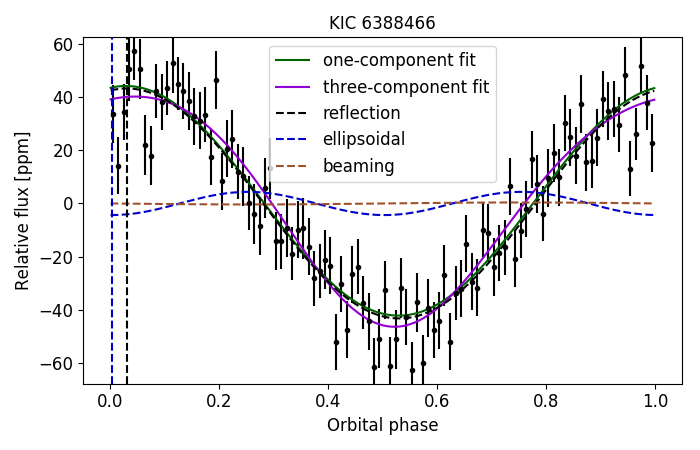 KIC 6388466
one-component fit
three-component fit
reflection
ellipsoidal
beaming
Relative flux [ppm]
60
40
20
0
−20
−40
−60
0.0 0.2 0.4 0.6 0.8 1.0
Orbital phase